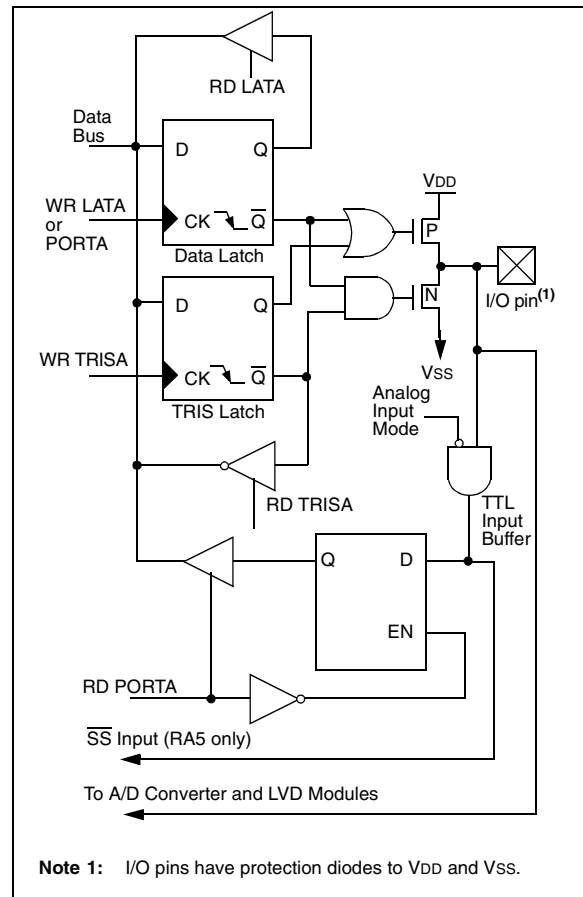 RD LATA
Data
Bus
D
Q
WR LATA
or
PORTA
CK
Q
Data Latch
VDD
P
I/O pin(1)
D
Q
N
WR TRISA
CK
Q
TRIS Latch
VSS
Analog
Input
Mode
RD TRISA
TTL
Input
Buffer
Q
D
EN
RD PORTA
SS Input (RA5 only)
To A/D Converter and LVD Modules
Note 1: I/O pins have protection diodes to VDD and VSS.